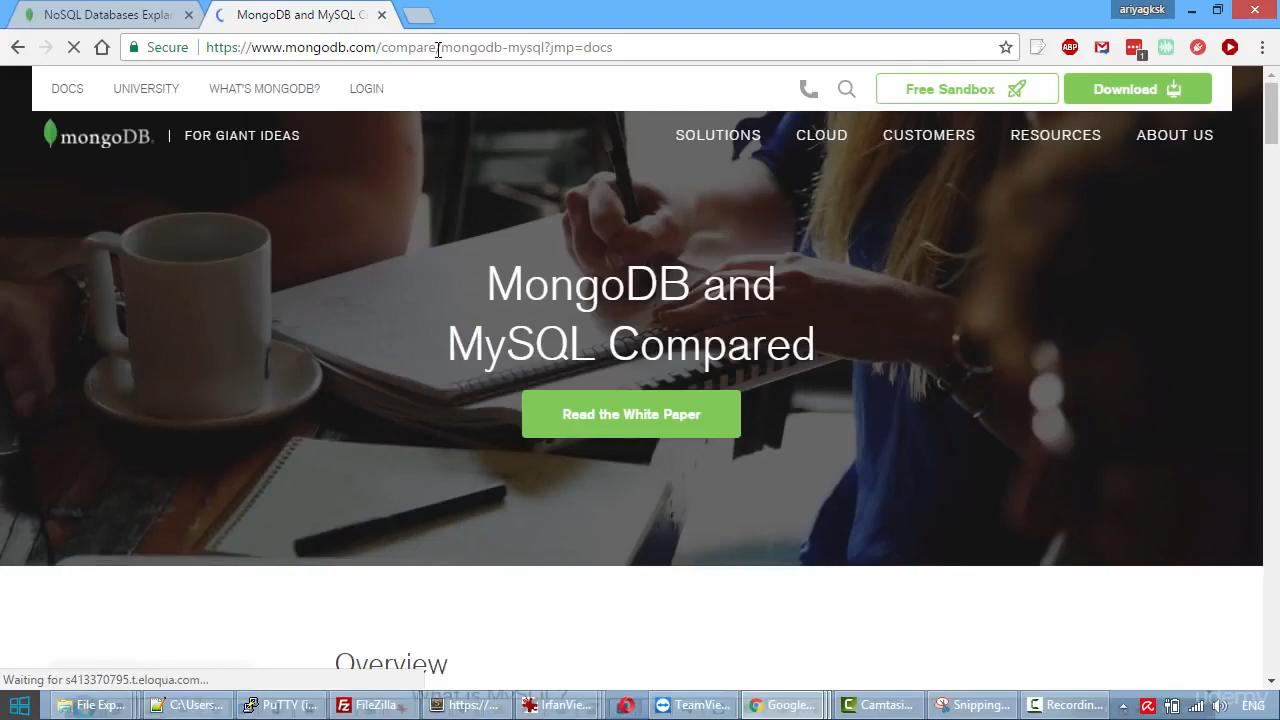 NoSQL Databases Explai
MongoDB and MySQL C
ariyagksk
Secure
https://www.mongodb.com/compare/mongodb-mysql?jmp=docs
ABP
1
DOCS
UNIVERSITY
WHAT'S MONGODB?
LOGIN
Free Sandbox
Download
mongoDB. | FOR GIANT IDEAS
SOLUTIONS
CLOUD
CUSTOMERS
RESOURCES
ABOUT US
MongoDB and
MySQL Compared
Read the White Paper
Overview
What is MySQL?
Waiting for s413370795.t.eloqua.com...
File Exp...
C:\Users...
PuTTY (i...
FileZilla
https://...
IrfanVie...
TeamVie...
Google...
Camtasi...
Snipping...
Recordin...
ENG
udemy